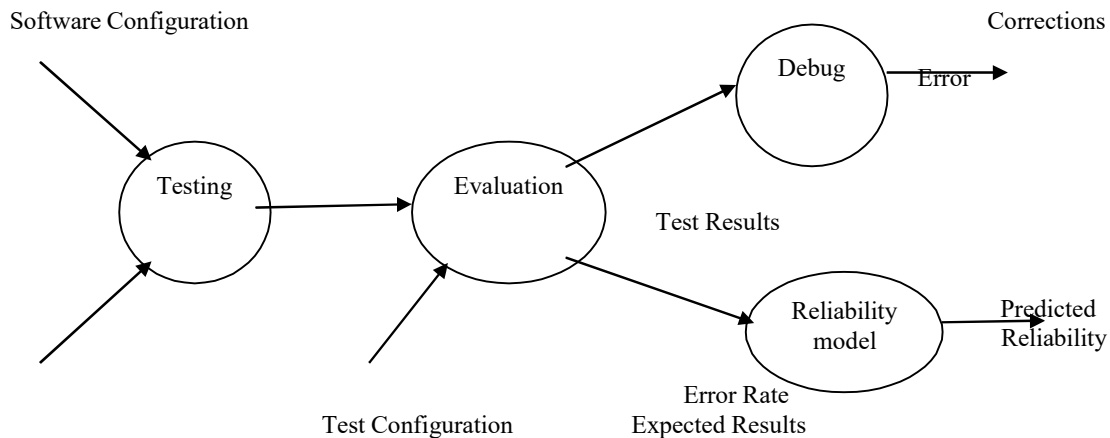 Software Configuration
Corrections
Debug
Error
Testing
Evaluation
Test Results
Reliability
model
Predicted
Reliability
Error Rate
Test Configuration
Expected Results